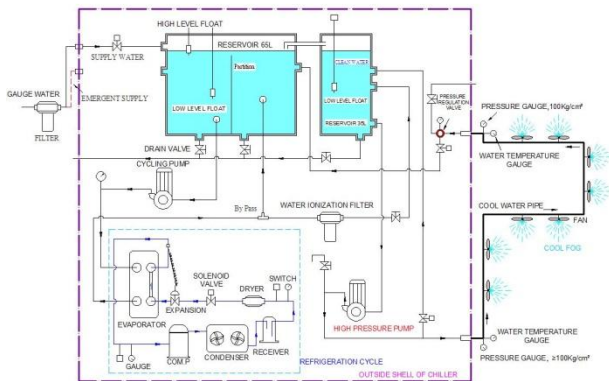 HIGH LEVEL FLOAT
RESERVOIR 65L
SUPPLY WATER
Partition
CLEAN WATER
GAUGE WATER
EMERGENT SUPPLY
FILTER
LOW LEVEL FLOAT
LOW LEVEL FLOAT
RESERVOIR 35L
PRESSURE
REGULATION
VALVE
PRESSURE GAUGE,100Kg/cm²
WATER TEMPERATURE
GAUGE
DRAIN VALVE
CYCLING PUMP
COOL WATER PIPE
FAN
By Pass
WATER IONIZATION FILTER
COOL FOG
SOLENOID
VALVE
DRYER
SWITCH
EXPANSION
EVAPORATOR
HIGH PRESSURE PUMP
WATER TEMPERATURE
GAUGE
GAUGE
COMP
CONDENSER
RECEIVER
REFRIGERATION CYCLE
PRESSURE GAUGE, ≥100Kg/cm²
OUTSIDE SHELL OF CHILLER